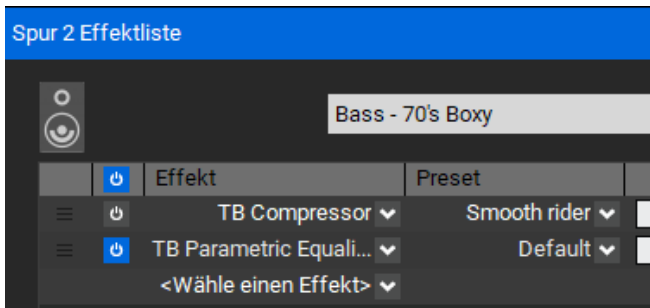 Spur 2 Effektliste
Bass - 70's Boxy
Effekt Preset
TB Compressor Smooth rider
TB Parametric Equali... Default
<Wähle einen Effekt>